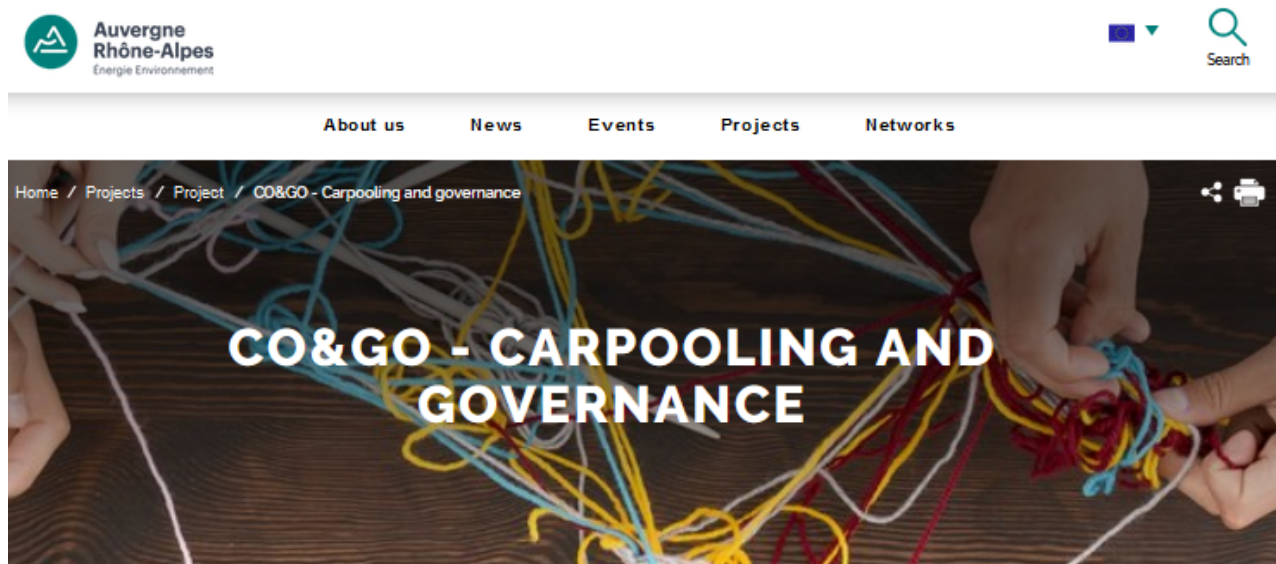 Auvergne
Rhône-Alpes
Énergie Environnement
Search
About us News Events Projects Networks
Home / Projects / Project / CO&GO - Carpooling and governance
CO&GO - CARPOOLING AND
GOVERNANCE